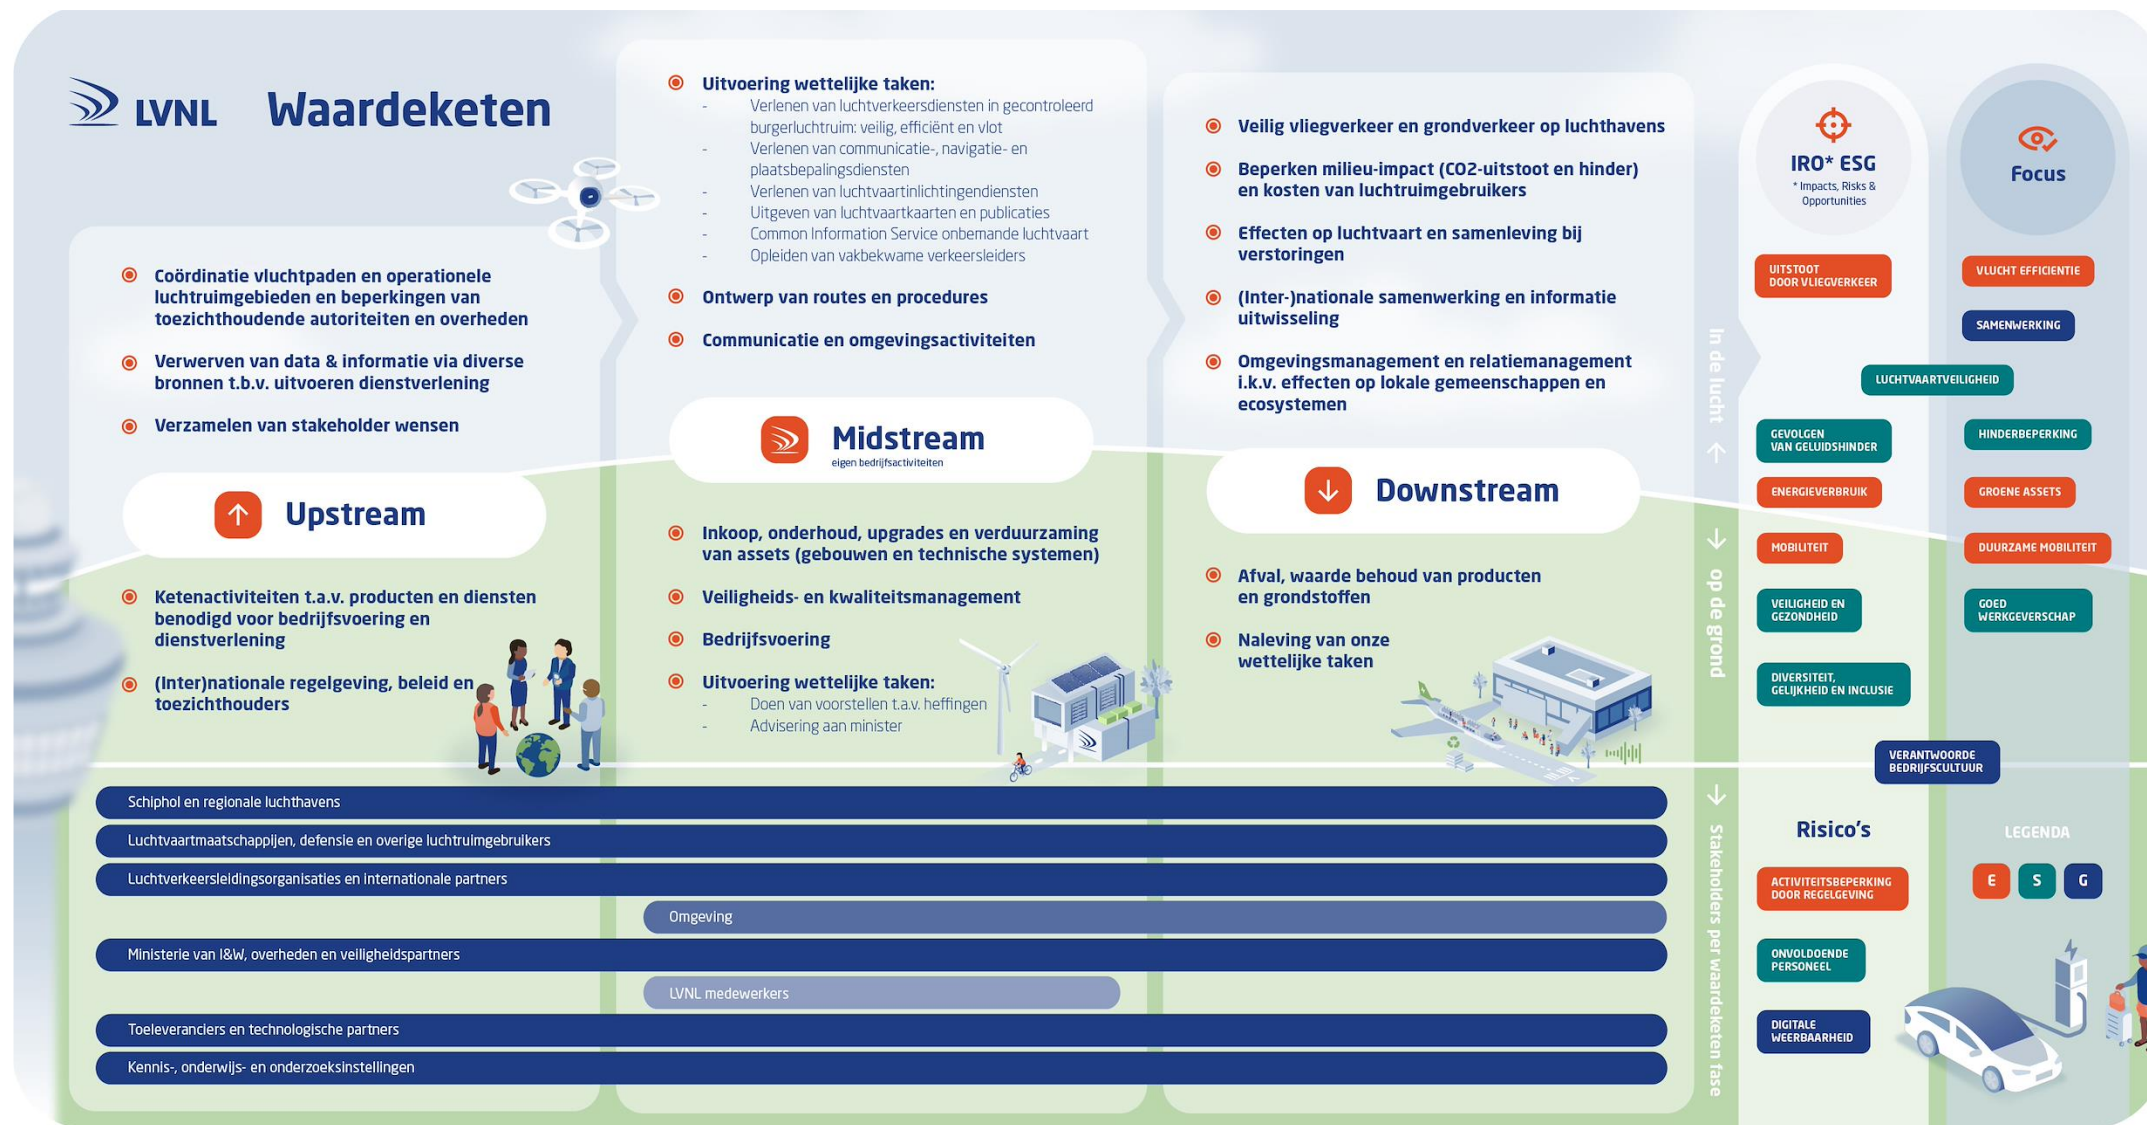 LVNL Waardeketen
Coördinatie vluchtpaden en operationele
luchtruimgebieden en beperkingen van
toezichthoudende autoriteiten en overheden
Verwerven van data & informatie via diverse
bronnen t.b.v. uitvoeren dienstverlening
Verzamelen van stakeholder wensen
Upstream
Ketenactiviteiten t.a.v. producten en diensten
benodigd voor bedrijfsvoering en
dienstverlening
(Inter)nationale regelgeving, beleid en
toezichthouders
Uitvoering wettelijke taken:
- Verlenen van luchtverkeersdiensten in gecontroleerd
burgerluchtruim: veilig, efficiënt en vlot
- Verlenen van communicatie-, navigatie- en
plaatsbepalingsdiensten
- Verlenen van luchtvaartinlichtingendiensten
- Uitgeven van luchtvaartkaarten en publicaties
- Common Information Service onbemande luchtvaart
- Opleiden van vakbekwame verkeersleiders
Ontwerp van routes en procedures
Communicatie en omgevingsactiviteiten
Midstream
eigen bedrijfsactiviteiten
Inkoop, onderhoud, upgrades en verduurzaming
van assets (gebouwen en technische systemen)
Veiligheids- en kwaliteitsmanagement
Bedrijfsvoering
Uitvoering wettelijke taken:
- Doen van voorstellen t.a.v. heffingen
- Advisering aan minister
Veilig vliegverkeer en grondverkeer op luchthavens
Beperken milieu-impact (CO2-uitstoot en hinder)
en kosten van luchtruimgebruikers
Effecten op luchtvaart en samenleving bij
verstoringen
(Inter-)nationale samenwerking en informatie
uitwisseling
Omgevingsmanagement en relatiemanagement
i.k.v. effecten op lokale gemeenschappen en
ecosystemen
Downstream
Afval, waarde behoud van producten
en grondstoffen
Naleving van onze
wettelijke taken
In de lucht
op de grond
Stakeholders per waardeketen fase
Schiphol en regionale luchthavens
Luchtvaartmaatschappijen, defensie en overige luchtruimgebruikers
Luchtverkeersleidingsorganisaties en internationale partners
Omgeving
Ministerie van I&W, overheden en veiligheidspartners
LVNL medewerkers
Toeleveranciers en technologische partners
Kennis-, onderwijs- en onderzoeksinstellingen
IRO* ESG
* Impacts, Risks &
Opportunities
Focus
UITSTOOT
DOOR VLIEGVERKEER
VLUCHT EFFICIENTIE
SAMENWERKING
LUCHTVAARTVEILIGHEID
GEVOLGEN
VAN GELUIDSHINDER
HINDERBEPERKING
ENERGIEVERBRUIK
GROENE ASSETS
MOBILITEIT
DUURZAME MOBILITEIT
VEILIGHEID EN
GEZONDHEID
GOED
WERKGEVERSCHAP
DIVERSITEIT,
GELIJKHEID EN INCLUSIE
VERANTWOORDE
BEDRIJFSCULTUUR
Risico's
ACTIVITEITSBEPERKING
DOOR REGELGEVING
ONVOLDOENDE
PERSONEEL
DIGITALE
WEERBAARHEID
LEGENDA
E S G